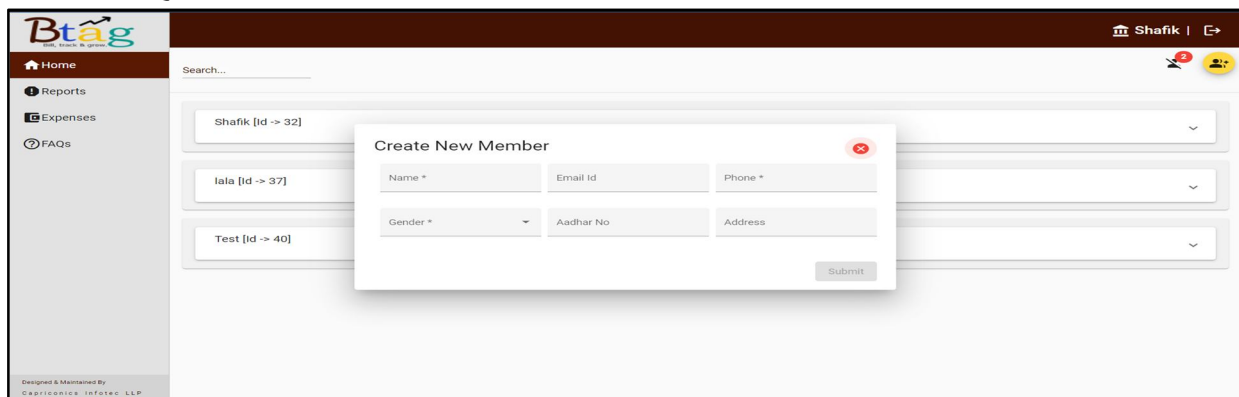 Btag
Bill, track & grow.
Shafik |
Home
Reports
Expenses
FAQs
Search...
2
Shafik [Id -> 32]
lala [Id -> 37]
Test [Id -> 40]
Create New Member
Name *
Email Id
Phone *
Gender *
Aadhar No
Address
Submit
Designed & Maintained By
Capriconics Infotec LLP